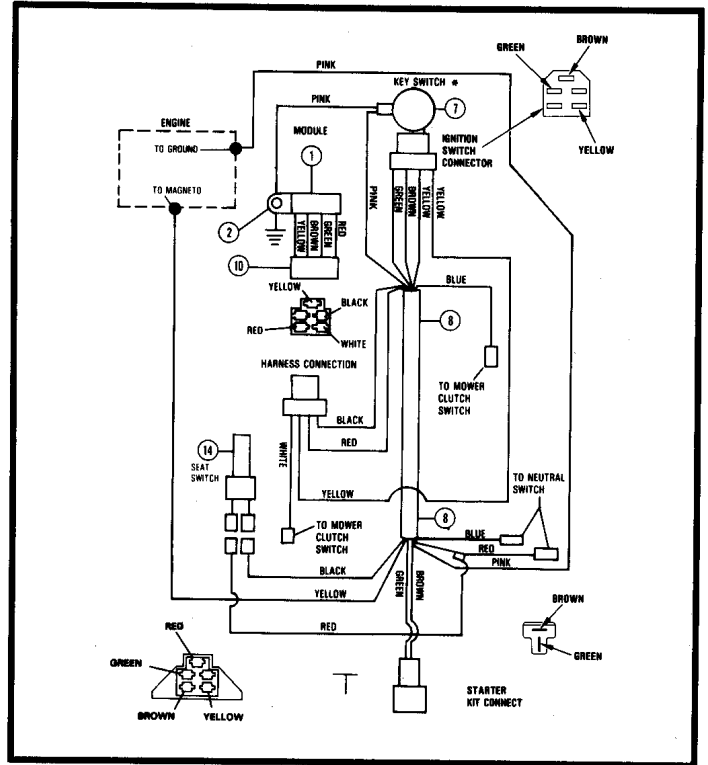 BROWN
GREEN
PINK
KEY SWITCH *
PINK
7
ENGINE
MODULE
IGNITION
SWITCH
CONNECTOR
YELLOW
TO GROUND
1
TO MAGNETO
PINK
GREEN
BROWN
YELLOW
YELLOW
2
YELLOW
BROWN
GREEN
RED
10
YELLOW
BLACK
BLUE
8
RED
WHITE
HARNESS CONNECTION
TO MOWER
CLUTCH
SWITCH
BLACK
14
RED
WHITE
SEAT
SWITCH
YELLOW
TO NEUTRAL
SWITCH
8
TO MOWER
CLUTCH
SWITCH
BLUE
RED
BLACK
PINK
GREEN
BROWN
YELLOW
BROWN
RED
RED
GREEN
GREEN
STARTER
KIT CONNECT
BROWN
YELLOW